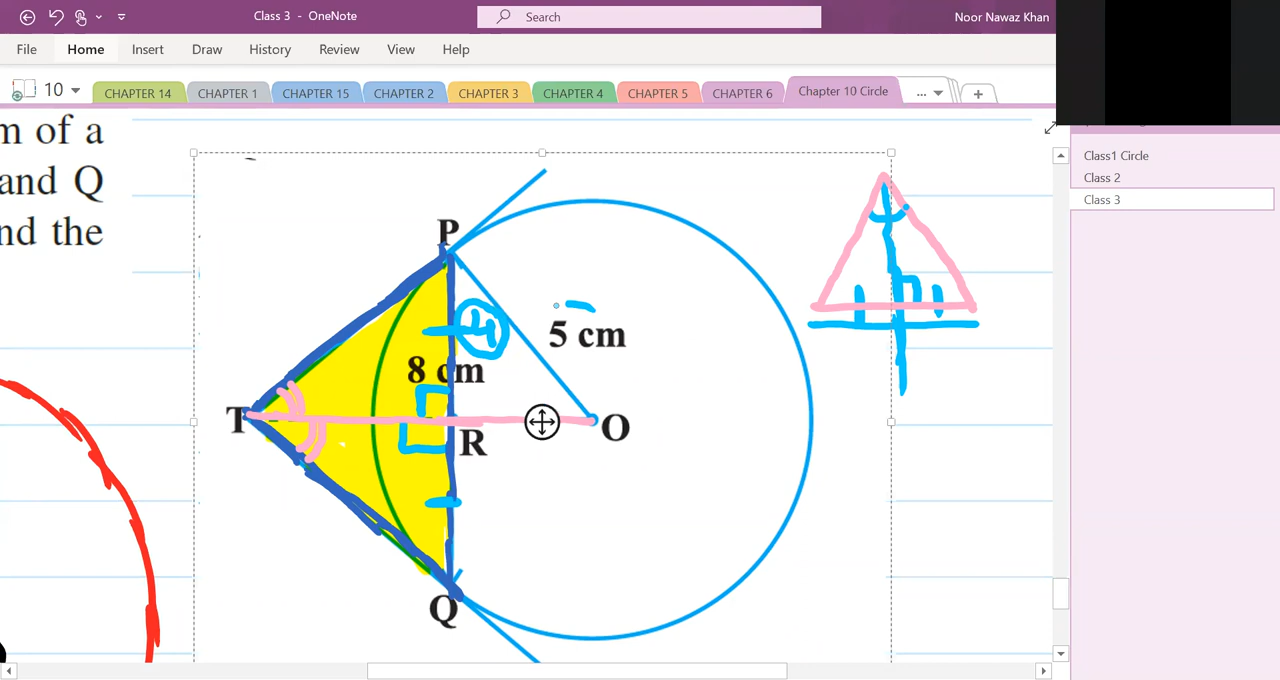 Class 3 - OneNote
Search
Noor Nawaz Khan
File Home Insert Draw History Review View Help
10
CHAPTER 14 CHAPTER 1 CHAPTER 15 CHAPTER 2 CHAPTER 3 CHAPTER 4 CHAPTER 5 CHAPTER 6 Chapter 10 Circle ... +
m of a
and Q
nd the
Class1 Circle
Class 2
Class 3
P
4
5 cm
8 cm
T
R
O
Q